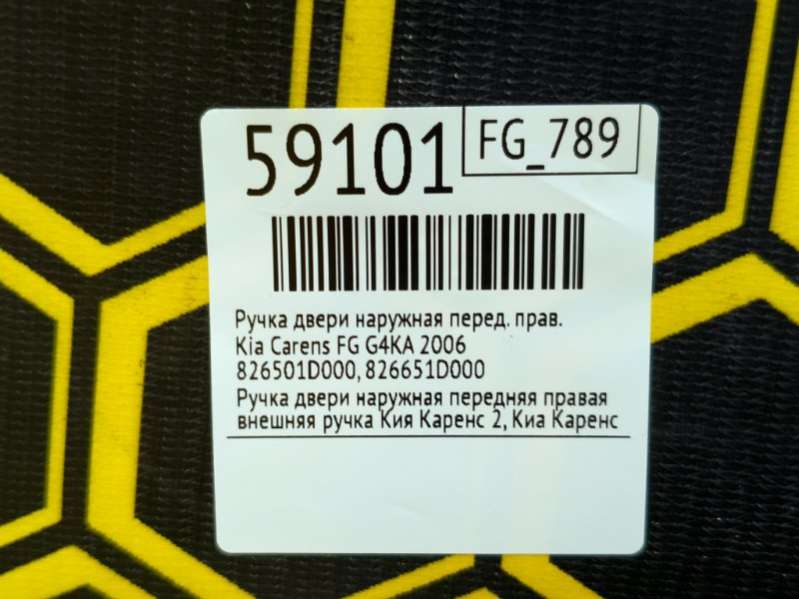 59101
FG_789
Ручка двери наружная перед. прав.
Kia Carens FG G4KA 2006
826501D000, 826651D000
Ручка двери наружная передняя правая
внешняя ручка Кия Каренс 2, Киа Каренс